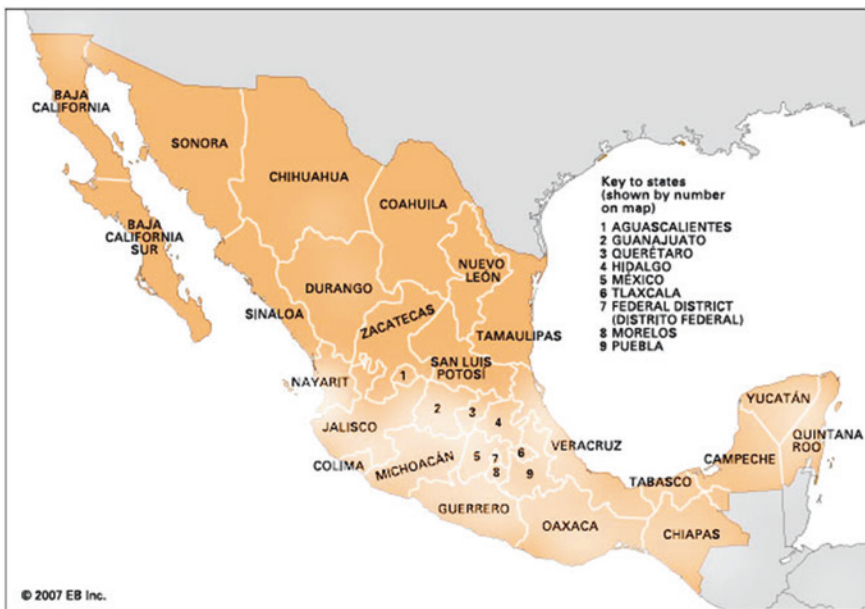 BAJA
CALIFORNIA
SONORA
CHIHUAHUA
COAHUILA
BAJA
CALIFORNIA
SUR
NUEVO
LEÓN
DURANGO
SINALOA
ZACATECAS
TAMAULIPAS
SAN LUIS
POTOSÍ
NAYARIT
1
2
3
4
JALISCO
COLIMA
MICHOACÁN
5
7
6
8
9
VERACRUZ
GUERRERO
OAXACA
TABASCO
CHIAPAS
CAMPECHE
YUCATÁN
QUINTANA
ROO
Key to states
(shown by number
on map)
1 AGUASCALIENTES
2 GUANAJUATO
3 QUERÉTARO
4 HIDALGO
5 MÉXICO
6 TLAXCALA
7 FEDERAL DISTRICT
(DISTRITO FEDERAL)
8 MORELOS
9 PUEBLA
© 2007 EB Inc.